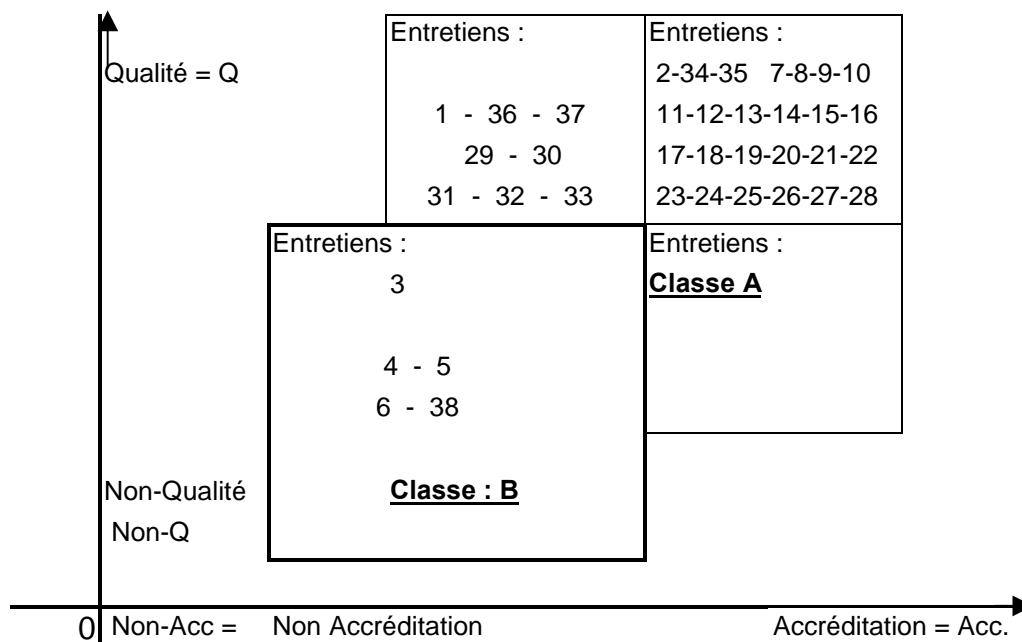 Entretiens : Entretiens :
Qualité = Q 2-34-35 7-8-9-10
1 - 36 - 37 11-12-13-14-15-16
29 - 30 17-18-19-20-21-22
31 - 32 - 33 23-24-25-26-27-28
Entretiens : Entretiens :
3 Classe A
4 - 5
6 - 38
Non-Qualité Classe : B
Non-Q
0 Non-Acc = Non Accréditation Accréditation = Acc.